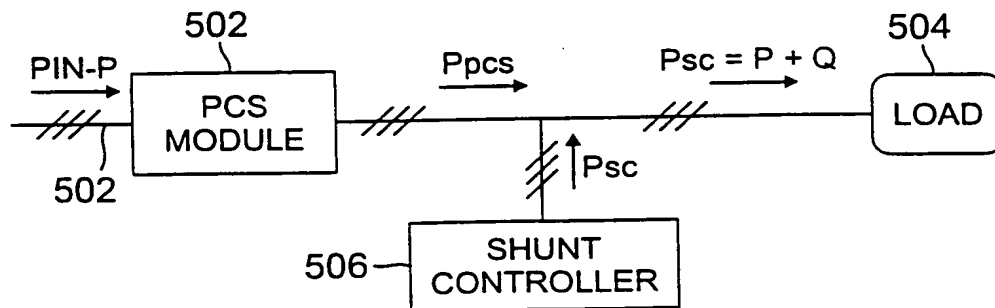 502
504
PIN-P
Ppcs
Psc = P + Q
PCS
MODULE
LOAD
502
Psc
506
SHUNT
CONTROLLER